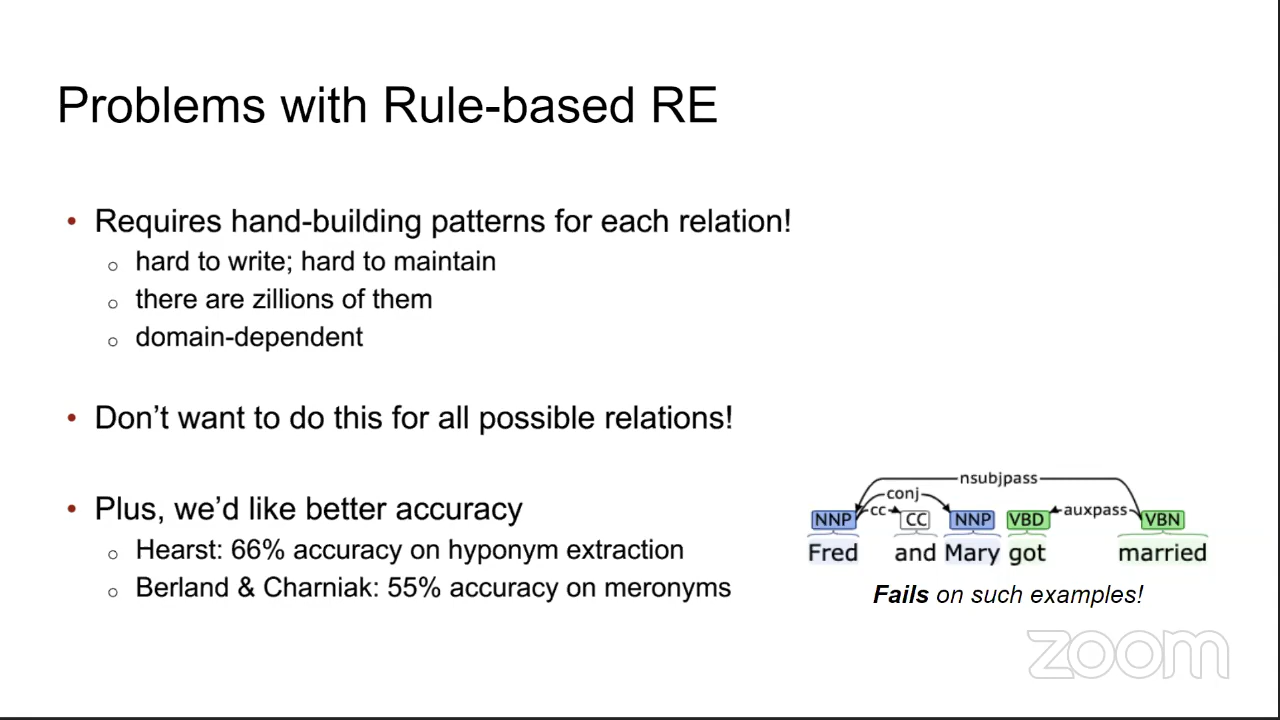 Problems with Rule-based RE
• Requires hand-building patterns for each relation!
o hard to write; hard to maintain
o there are zillions of them
o domain-dependent
• Don't want to do this for all possible relations!
• Plus, we'd like better accuracy
o Hearst: 66% accuracy on hyponym extraction
o Berland & Charniak: 55% accuracy on meronyms
nsubjpass
conj
cc auxpass
NNP CC NNP VBD VBN
Fred and Mary got married
Fails on such examples!
zoom